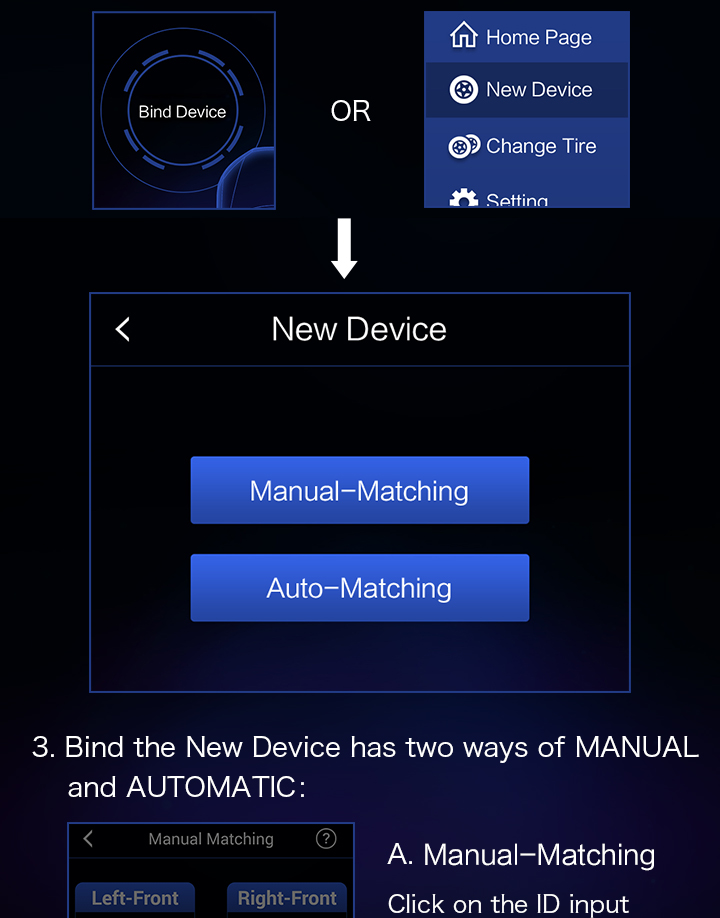 Bind Device
OR
Home Page
New Device
Change Tire
Setting
New Device
Manual-Matching
Auto-Matching
3. Bind the New Device has two ways of MANUAL
and AUTOMATIC:
Manual Matching ?
Left-Front Right-Front
A. Manual-Matching
Click on the ID input